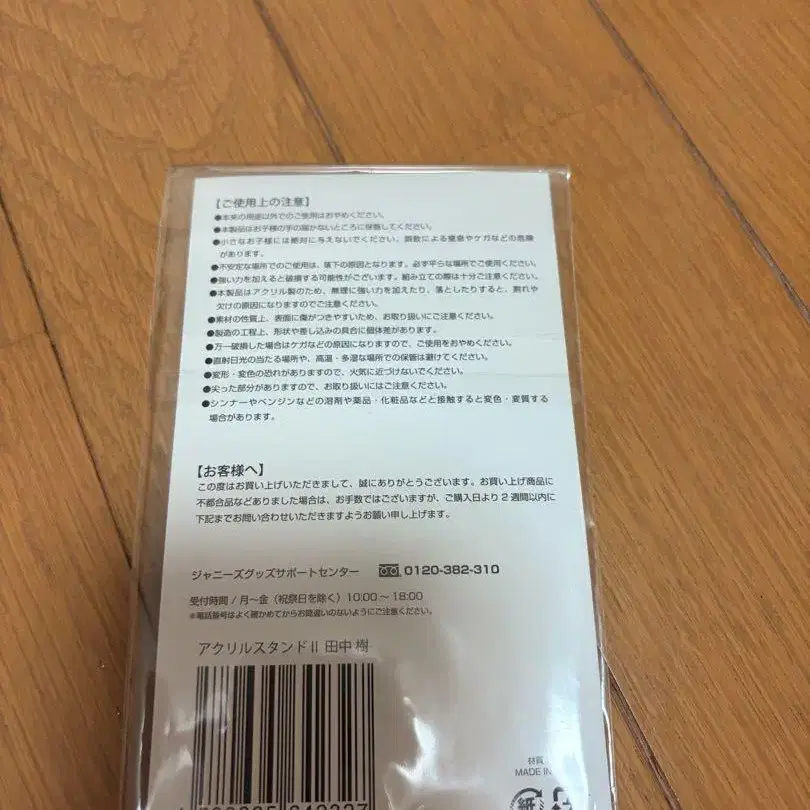 【ご使用上の注意】
●本来の用途以外でのご使用はおやめください。
●本製品はお子様の手の届かないところに保管してください。
●小さなお子様には絶対に与えないでください、誤飲による窒息やケガなどの危険
があります。
●不安定な場所でのご使用は、落下の原因となります。必ず平らな場所でご使用ください。
●強い力を加えると破損する可能性がございます。組み立ての際は十分ご注意ください。
●本製品はアクリル製のため、無理に強い力を加えたり、落としたりすると、割れや
欠けの原因になりますのでご注意ください。
●素材の性質上、表面に傷がつきやすいため、お取り扱いにご注意ください。
●製造の工程上、形状や差し込みの具合に個体差があります。
●万一破損した場合はケガなどの原因になりますので、ご使用をおやめください。
●直射日光の当たる場所や、高温・多湿な場所での保管は避けてください。
●変形・変色の恐れがありますので、火気に近づけないでください。
●尖った部分がありますので、お取り扱いにはご注意ください。
●シンナーやベンジンなどの溶剤や薬品・化粧品などと接触すると変色・変質する
場合があります。
【お客様へ】
この度はお買い上げいただきまして、誠にありがとうございます。お買い上げ商品に
不都合品などありました場合は、お手数ではございますが、ご購入日より2週間以内に
下記までお問い合わせいただきますようお願い申し上げます。
ジャニーズグッズサポートセンター 0120-382-310
受付時間/月~金(祝祭日を除く)10:00~18:00
※電話番号はよく確かめてからお間違いのないようにご注意ください。
アクリルスタンドII 田中 樹
材質
MADE IN
紙